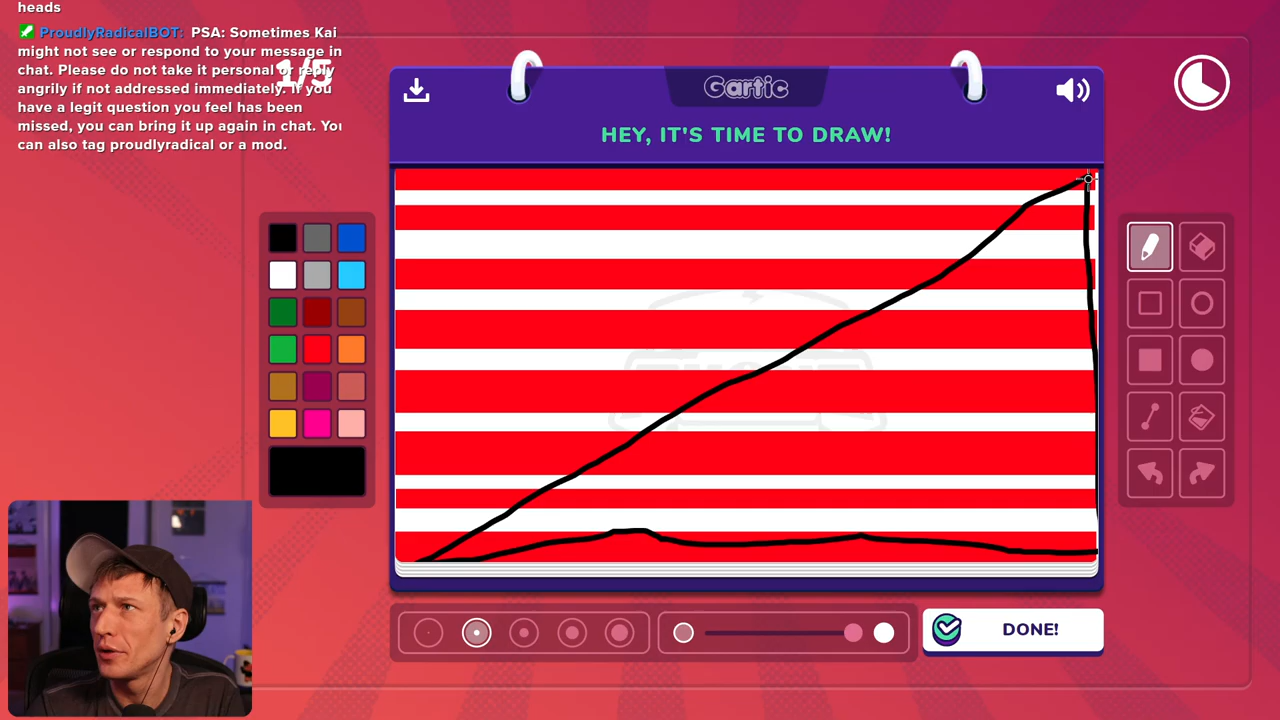 heads
ProudlyRadicalBOT: PSA: Sometimes Kai
might not see or respond to your message in
chat. Please do not take it personal or reply
angrily if not addressed immediately. If you
have a legit question you feel has been
missed, you can bring it up again in chat. You
can also tag proudlyradical or a mod.
1/5
Gartic
HEY, IT'S TIME TO DRAW!
DONE!